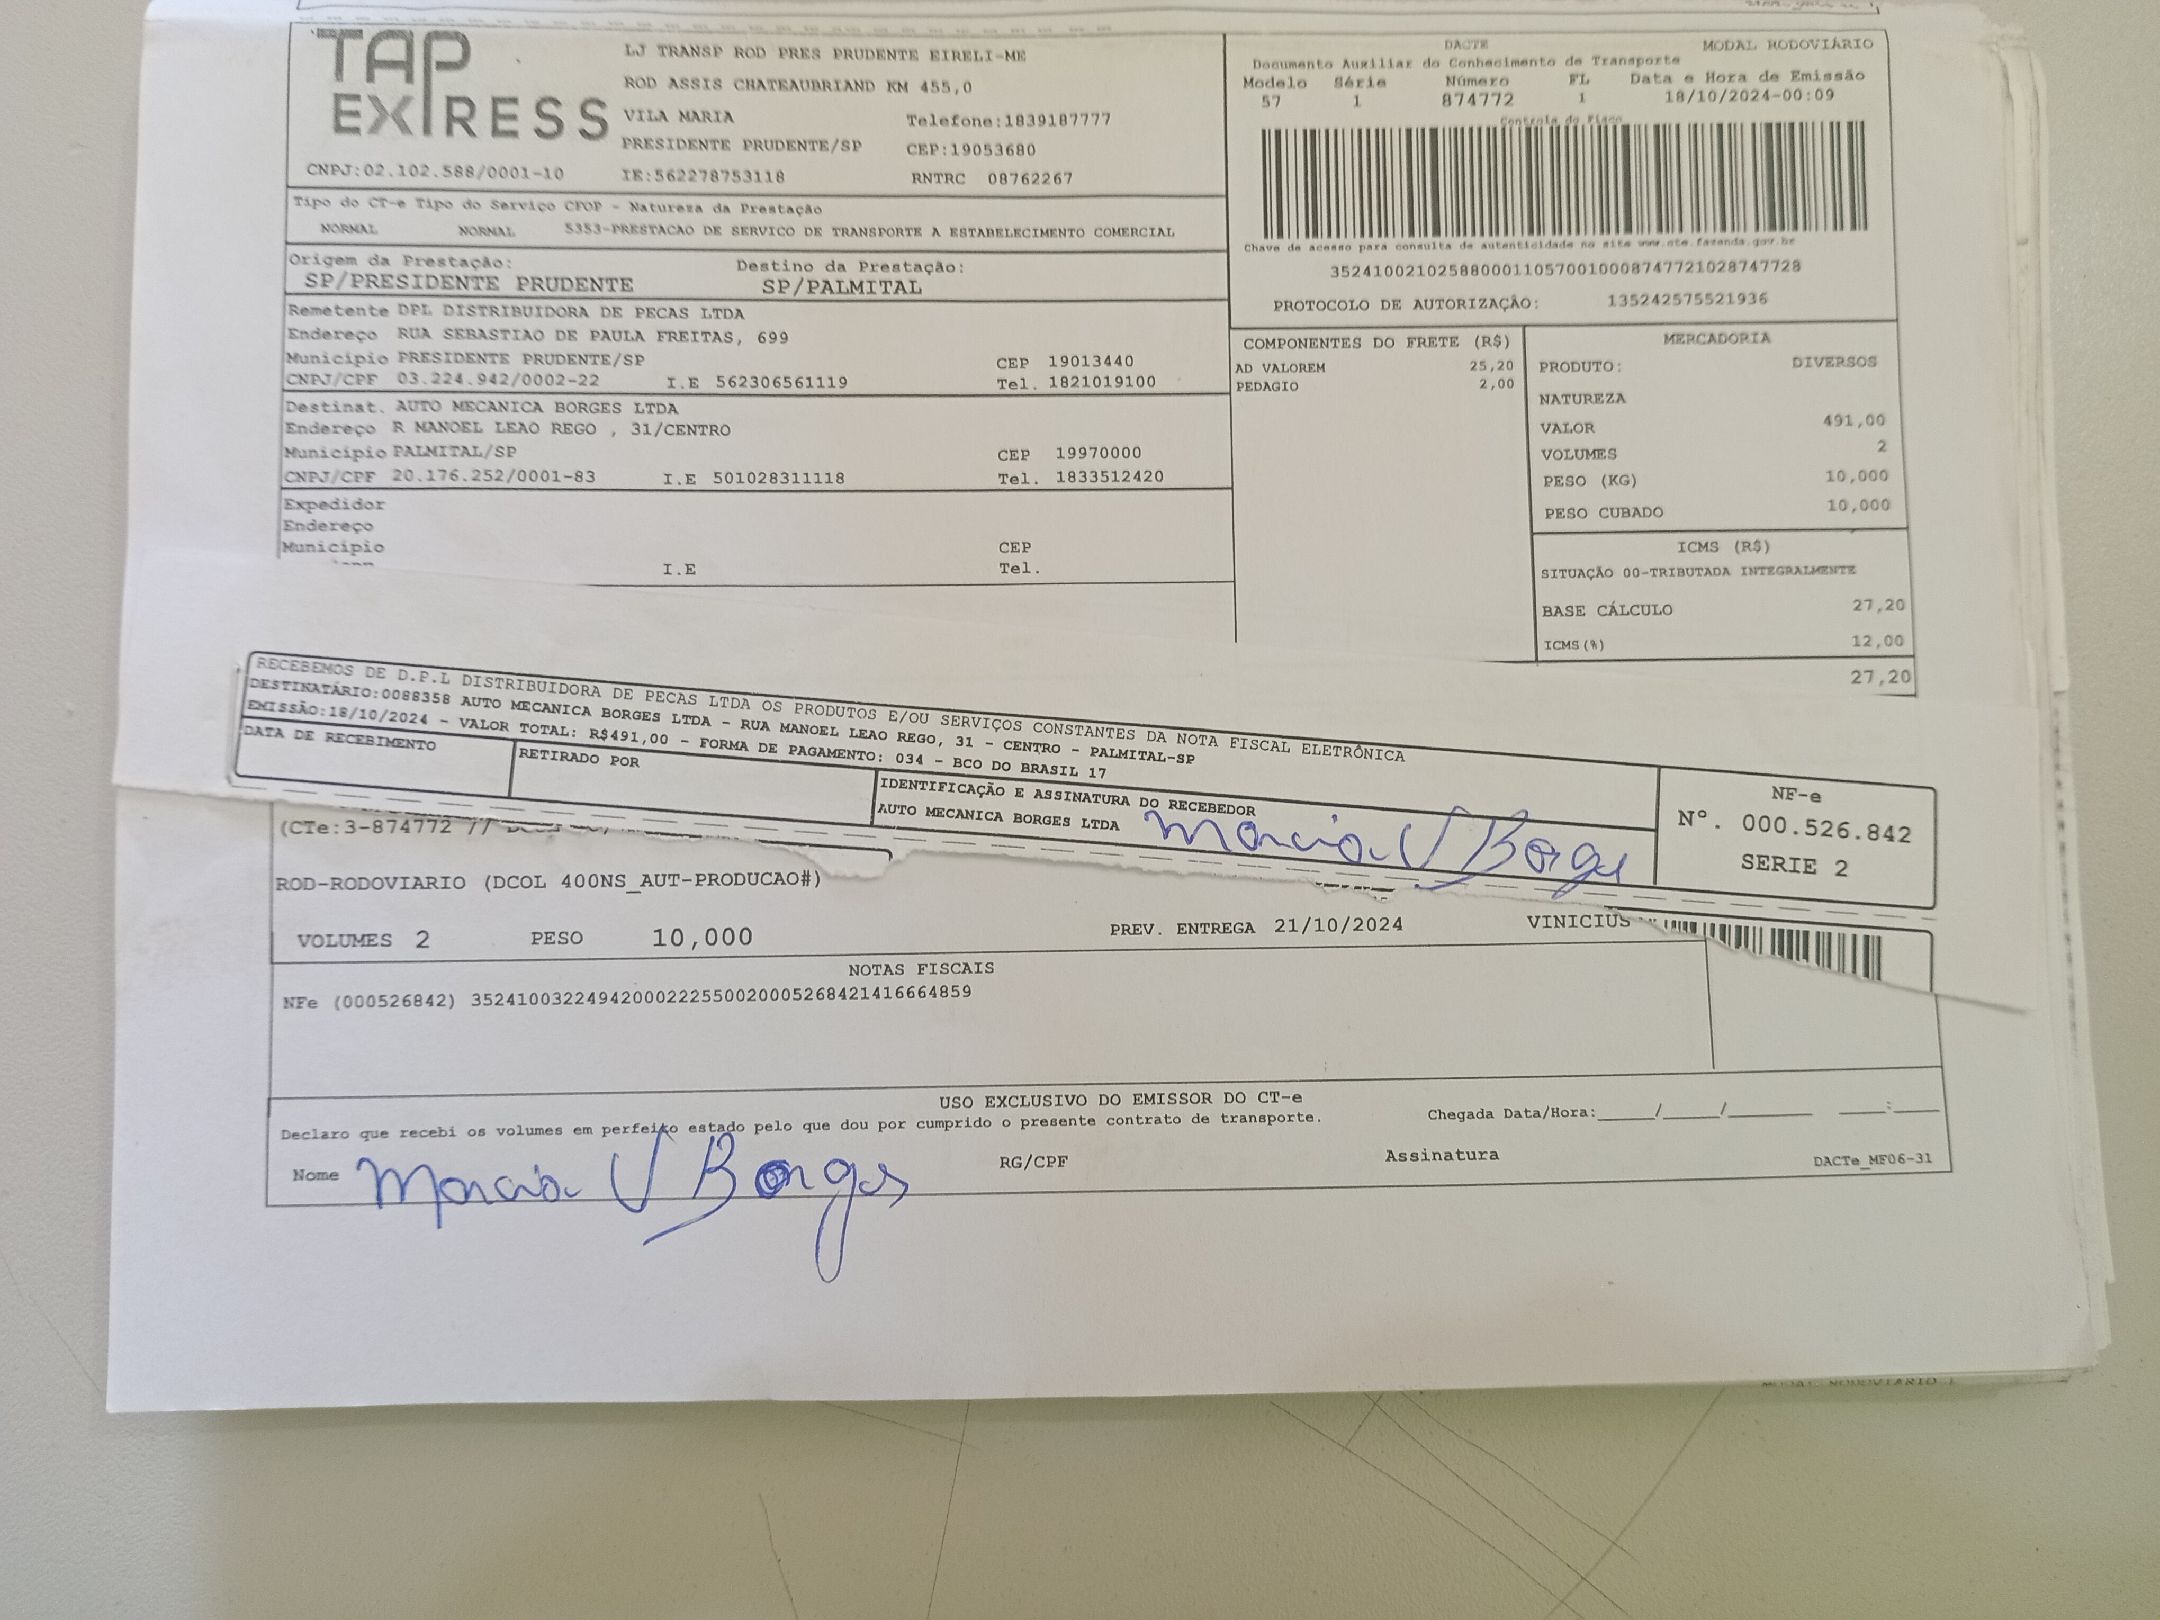 TAP EXPRESS
LJ TRANSP ROD PRES PRUDENTE EIRELI-ME
ROD ASSIS CHATEAUBRIAND KM 455,0
VILA MARIA Telefone:1839187777
PRESIDENTE PRUDENTE/SP CEP:19053680
CNPJ:02.102.588/0001-10 IE:562278753118 RNTRC 08762267
DACTE MODAL RODOVIÁRIO
Documento Auxiliar do Conhecimento de Transporte
Modelo Série Número FL Data e Hora de Emissão
57 1 874772 1 18/10/2024-00:09
Controle do Fisco
Chave de acesso para consulta de autenticidade no site www.cte.fazenda.gov.br
35241002102588000110570010008747721028747728
PROTOCOLO DE AUTORIZAÇÃO: 135242575521936
Tipo do CT-e Tipo do Serviço CFOP - Natureza da Prestação
NORMAL NORMAL 5353-PRESTACAO DE SERVICO DE TRANSPORTE A ESTABELECIMENTO COMERCIAL
Origem da Prestação: Destino da Prestação:
SP/PRESIDENTE PRUDENTE SP/PALMITAL
Remetente DPL DISTRIBUIDORA DE PECAS LTDA
Endereço RUA SEBASTIAO DE PAULA FREITAS, 699
Município PRESIDENTE PRUDENTE/SP CEP 19013440
CNPJ/CPF 03.224.942/0002-22 I.E 562306561119 Tel. 1821019100
Destinat. AUTO MECANICA BORGES LTDA
Endereço R MANOEL LEAO REGO , 31/CENTRO
Município PALMITAL/SP CEP 19970000
CNPJ/CPF 20.176.252/0001-83 I.E 501028311118 Tel. 1833512420
Expedidor
Endereço
Município CEP
I.E Tel.
COMPONENTES DO FRETE (R$)
AD VALOREM 25,20
PEDAGIO 2,00
MERCADORIA
PRODUTO: DIVERSOS
NATUREZA
VALOR 491,00
VOLUMES 2
PESO (KG) 10,000
PESO CUBADO 10,000
ICMS (R$)
SITUAÇÃO 00-TRIBUTADA INTEGRALMENTE
BASE CÁLCULO 27,20
ICMS(%) 12,00
27,20
RECEBEMOS DE D.P.L DISTRIBUIDORA DE PECAS LTDA OS PRODUTOS E/OU SERVIÇOS CONSTANTES DA NOTA FISCAL ELETRÔNICA
DESTINATÁRIO:0088358 AUTO MECANICA BORGES LTDA - RUA MANOEL LEAO REGO, 31 - CENTRO - PALMITAL-SP
EMISSÃO:18/10/2024 - VALOR TOTAL: R$491,00 - FORMA DE PAGAMENTO: 034 - BCO DO BRASIL 17
DATA DE RECEBIMENTO RETIRADO POR IDENTIFICAÇÃO E ASSINATURA DO RECEBEDOR
AUTO MECANICA BORGES LTDA Marcia V Borges
NF-e
Nº. 000.526.842
SERIE 2
(CTe:3-874772 //
ROD-RODOVIARIO (DCOL 400NS_AUT-PRODUCAO#)
VOLUMES 2 PESO 10,000 PREV. ENTREGA 21/10/2024 VINICIUS
NOTAS FISCAIS
NFe (000526842) 35241003224942000222550020005268421416664859
USO EXCLUSIVO DO EMISSOR DO CT-e
Declaro que recebi os volumes em perfeito estado pelo que dou por cumprido o presente contrato de transporte. Chegada Data/Hora:____/____/______ ___:___
Nome Marcia V Borges RG/CPF Assinatura DACTe_MF06-31